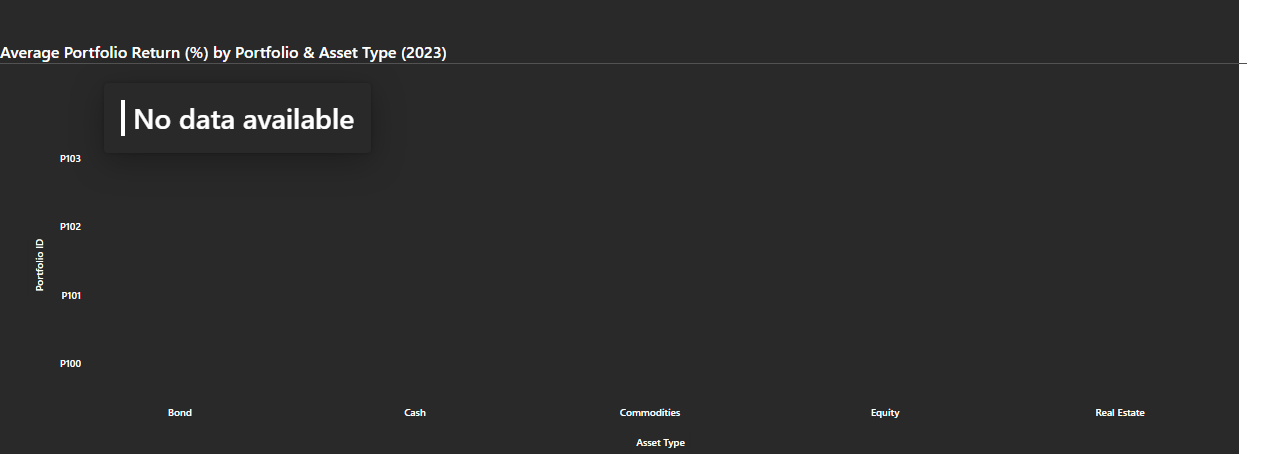 Average Portfolio Return (%) by Portfolio & Asset Type (2023)
No data available
P103
P102
P101
P100
Portfolio ID
Bond Cash Commodities Equity Real Estate
Asset Type